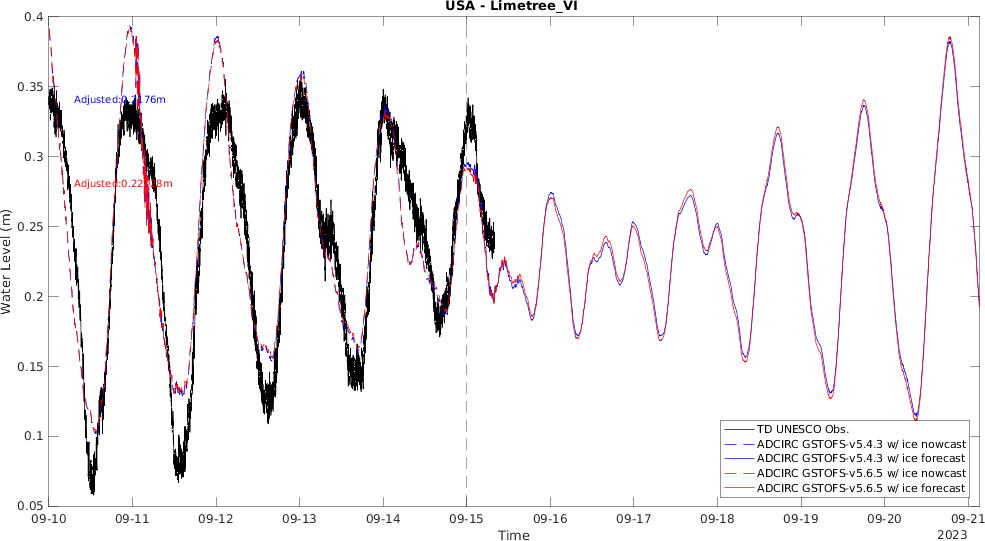 USA - Limetree_VI
0.4
0.35
0.3
0.25
0.2
0.15
0.1
0.05
Water Level (m)
Adjusted:0.2176m
TD UNESCO Obs.
ADCIRC GSTOFS-v5.4.3 w/ ice nowcast
ADCIRC GSTOFS-v5.4.3 w/ ice forecast
ADCIRC GSTOFS-v5.6.5 w/ ice nowcast
ADCIRC GSTOFS-v5.6.5 w/ ice forecast
09-10 09-11 09-12 09-13 09-14 09-15 09-16 09-17 09-18 09-19 09-20 09-21
Time
2023